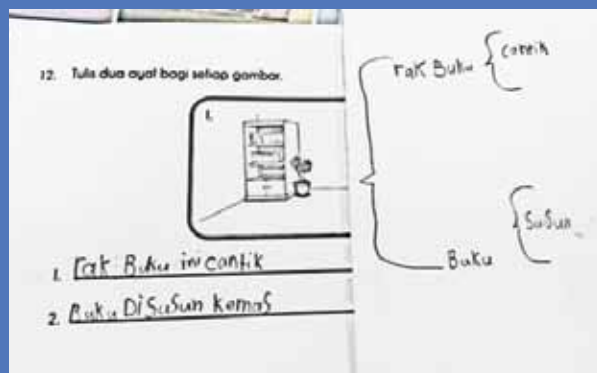 12. Tulis dua ayat bagi setiap gambar.
1.
1. rak Buku ini cantik
2. Buku Di SuSun KemaS
rak Buku
cantik
Buku
SuSun